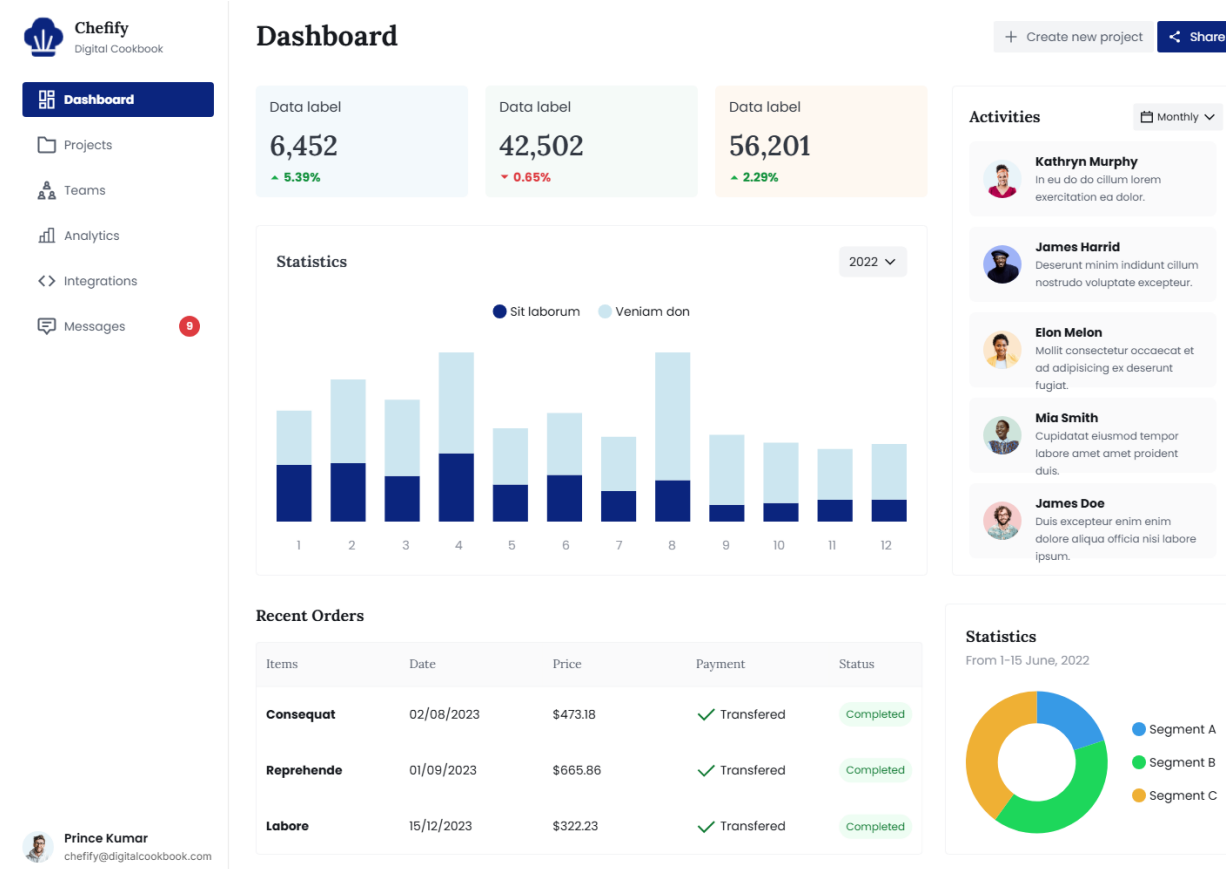 Chefify
Digital Cookbook
Dashboard
Projects
Teams
Analytics
Integrations
Messages
9
Prince Kumar
chefify@digitalcookbook.com
Dashboard
Create new project
Share
Data label
6,452
5.39%
Data label
42,502
0.65%
Data label
56,201
2.29%
Statistics
2022
Sit laborum
Veniam don
1 2 3 4 5 6 7 8 9 10 11 12
Activities
Monthly
Kathryn Murphy
In eu do do cillum lorem
exercitation ea dolor.
James Harrid
Deserunt minim indidunt cillum
nostrudo voluptate excepteur.
Elon Melon
Mollit consectetur occaecat et
ad adipisicing ex deserunt
fugiat.
Mia Smith
Cupidatat eiusmod tempor
labore amet amet proident
duis.
James Doe
Duis excepteur enim enim
dolore aliqua officia nisi labore
ipsum.
Recent Orders
Items Date Price Payment Status
Consequat 02/08/2023 $473.18 Transfered Completed
Reprehende 01/09/2023 $665.86 Transfered Completed
Labore 15/12/2023 $322.23 Transfered Completed
Statistics
From 1-15 June, 2022
Segment A
Segment B
Segment C